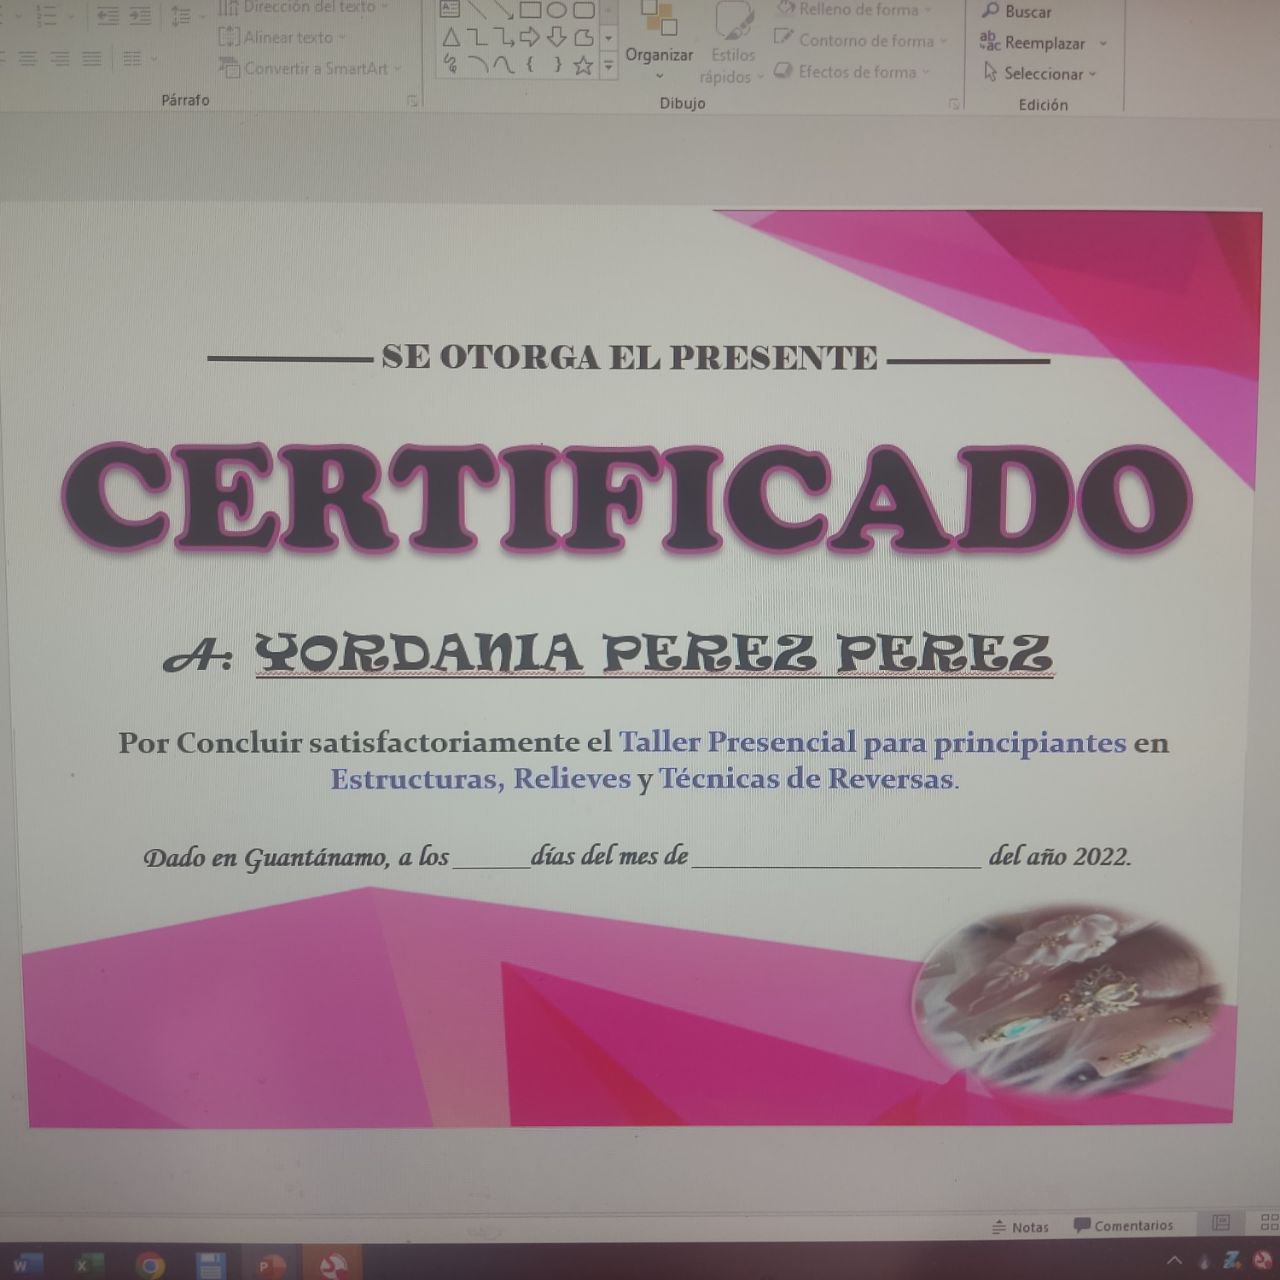 Dirección del texto
Alinear texto
Convertir a SmartArt
Párrafo
Organizar
Estilos rápidos
Dibujo
Relleno de forma
Contorno de forma
Efectos de forma
Buscar
Reemplazar
Seleccionar
Edición
SE OTORGA EL PRESENTE
CERTIFICADO
A: YORDANIA PEREZ PEREZ
Por Concluir satisfactoriamente el Taller Presencial para principiantes en
Estructuras, Relieves y Técnicas de Reversas.
Dado en Guantánamo, a los _____ días del mes de ____________________ del año 2022.
Notas
Comentarios